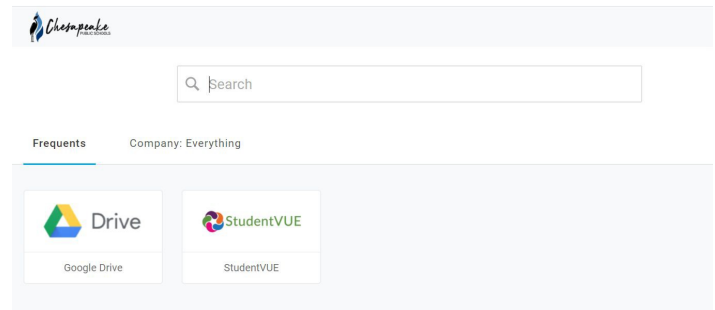 Chesapeake
PUBLIC SCHOOLS
Search
Frequents Company: Everything
Drive StudentVUE
Google Drive StudentVUE